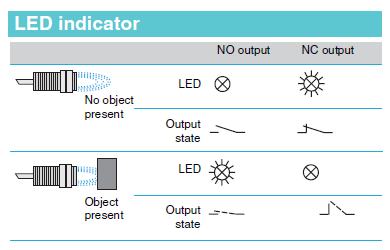 LED indicator
NO output NC output
No object
present
LED
Output
state
Object
present
LED
Output
state